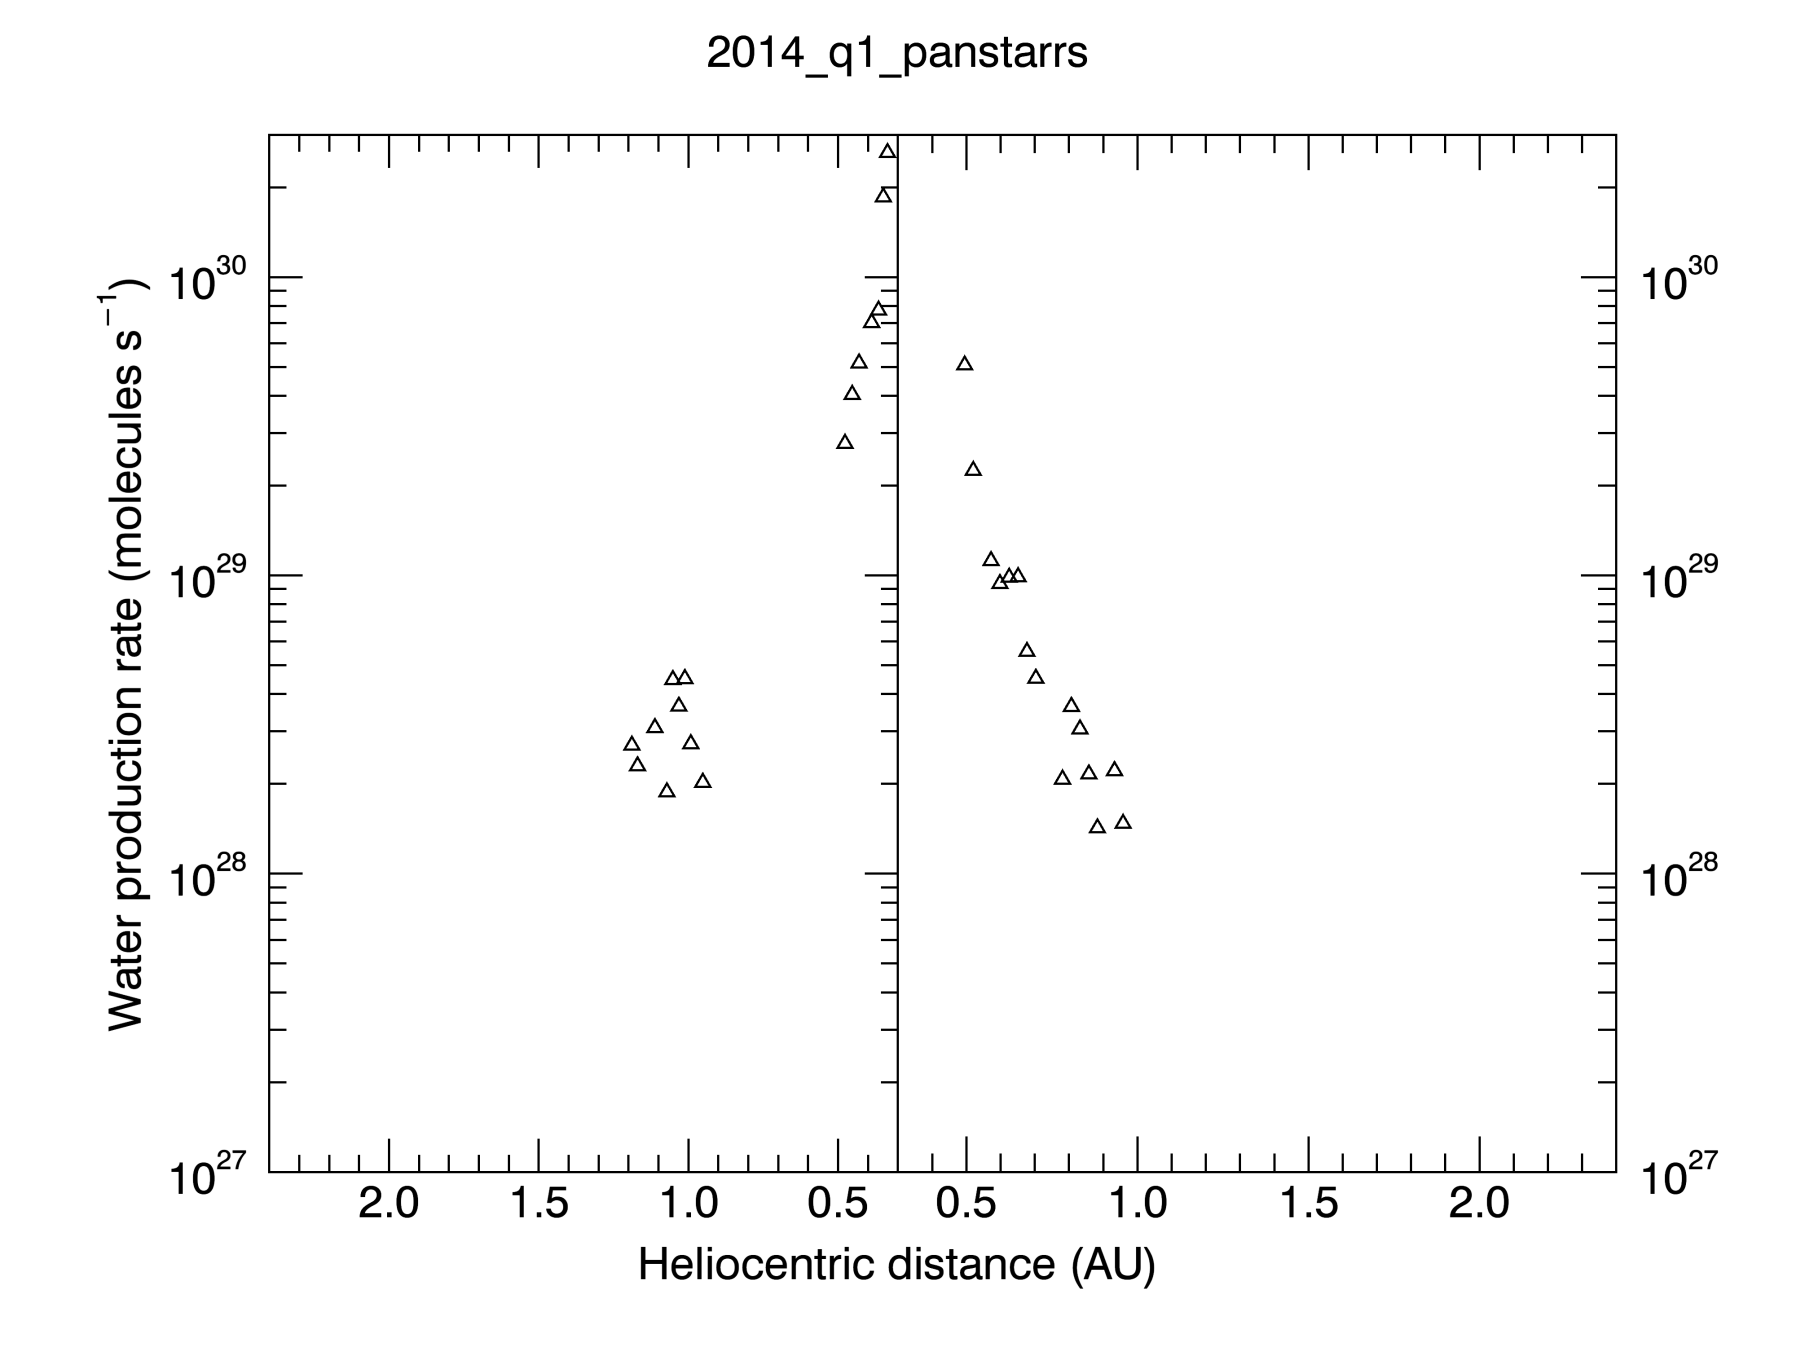 2014_q1_panstarrs
Water production rate (molecules s⁻¹)
10³⁰
10²⁹
10²⁸
10²⁷
10³⁰
10²⁹
10²⁸
10²⁷
2.0 1.5 1.0 0.5 0.5 1.0 1.5 2.0
Heliocentric distance (AU)